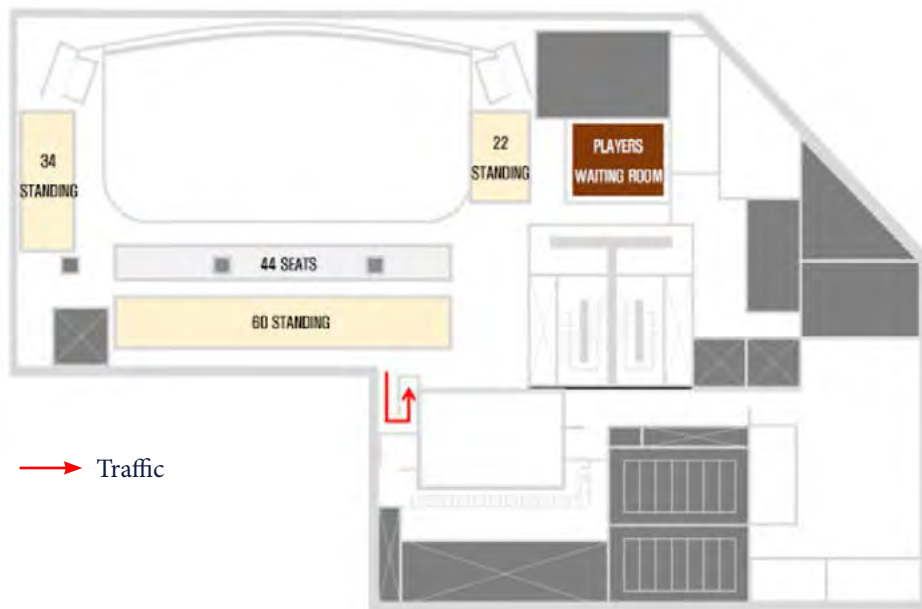 34
STANDING
22
STANDING
PLAYERS
WAITING ROOM
44 SEATS
60 STANDING
Traffic